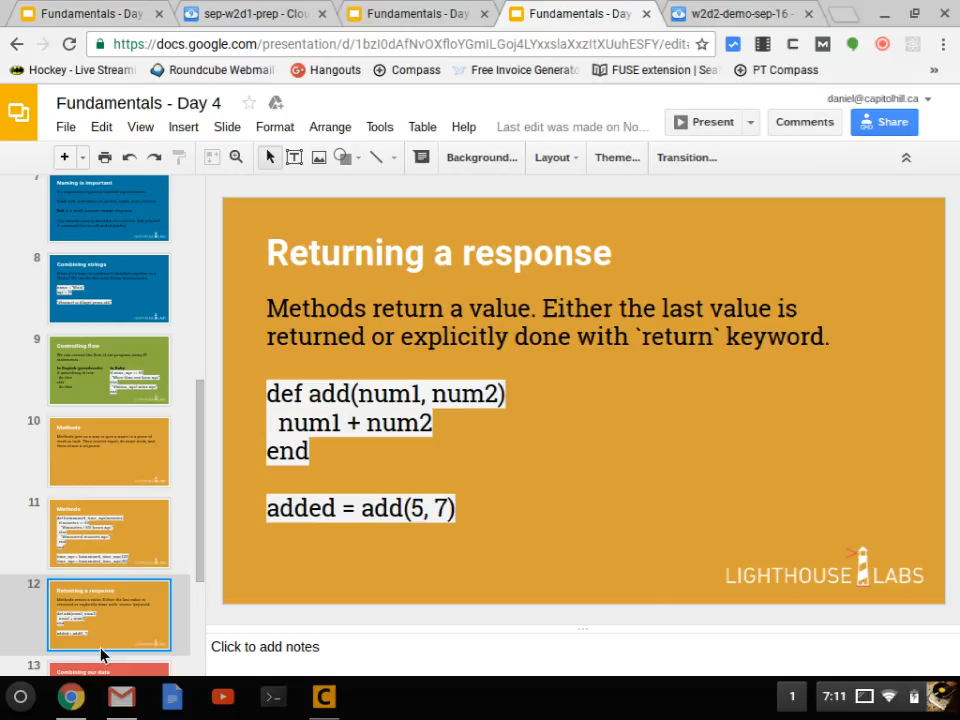 Fundamentals - Day
sep-w2d1-prep - Clou
Fundamentals - Day
Fundamentals - Day
w2d2-demo-sep-16 -
https://docs.google.com/presentation/d/1bzI0dAfNvOXfloYGmILGoj4LYxxslaXxzItXUuhESFY/edit
Hockey - Live Stream
Roundcube Webmail
Hangouts
Compass
Free Invoice Generato
FUSE extension | Sea
PT Compass
»
Fundamentals - Day 4
daniel@capitolhill.ca
File Edit View Insert Slide Format Arrange Tools Table Help Last edit was made on No...
Present
Comments
Share
Background... Layout Theme... Transition...
7
Naming is important
8
Combining strings
9
Controlling flow
10
Methods
11
Methods
12
Returning a response
13
Combining our data
Returning a response
Methods return a value. Either the last value is
returned or explicitly done with `return` keyword.
def add(num1, num2)
num1 + num2
end
added = add(5, 7)
LIGHTHOUSE LABS
Click to add notes
1
7:11